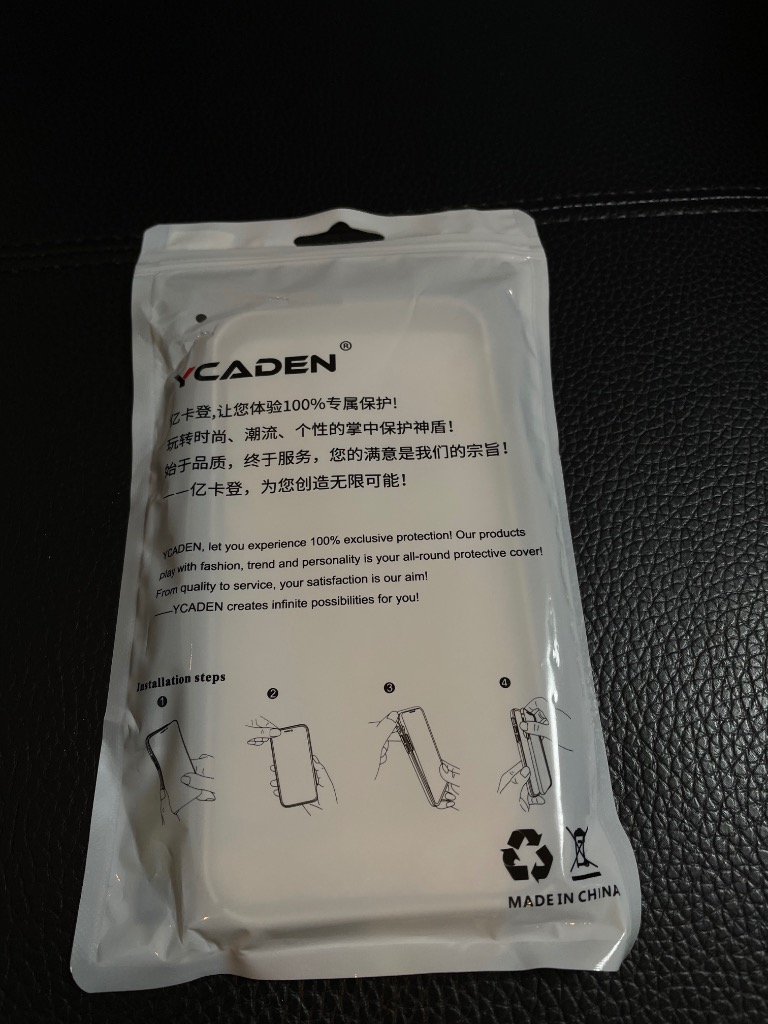 YCADEN®
亿卡登,让您体验100%专属保护!
玩转时尚、潮流、个性的掌中保护神盾!
始于品质，终于服务，您的满意是我们的宗旨!
——亿卡登，为您创造无限可能!
YCADEN, let you experience 100% exclusive protection! Our products
play with fashion, trend and personality is your all-round protective cover!
From quality to service, your satisfaction is our aim!
——YCADEN creates infinite possibilities for you!
Installation steps
1 2 3 4
MADE IN CHINA